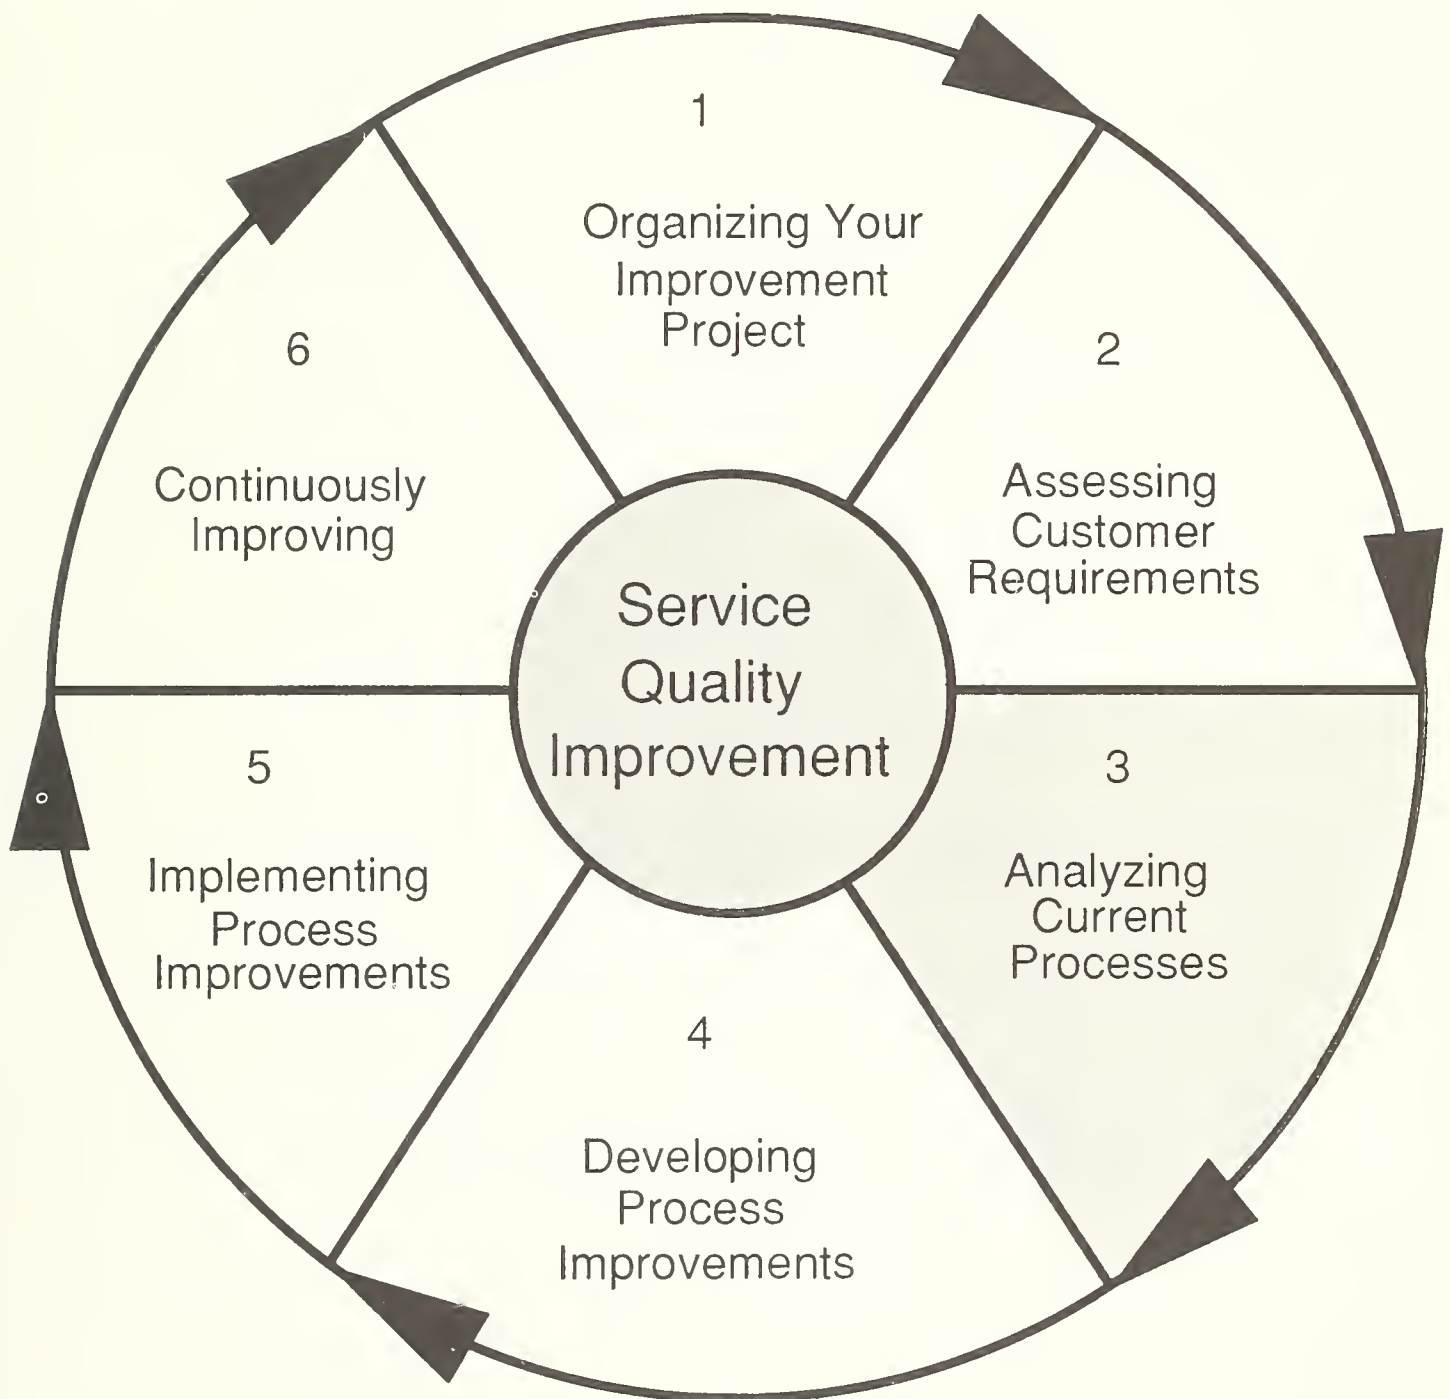 1
Organizing Your
Improvement
Project
2
Assessing
Customer
Requirements
3
Analyzing
Current
Processes
4
Developing
Process
Improvements
5
Implementing
Process
Improvements
6
Continuously
Improving
Service
Quality
Improvement